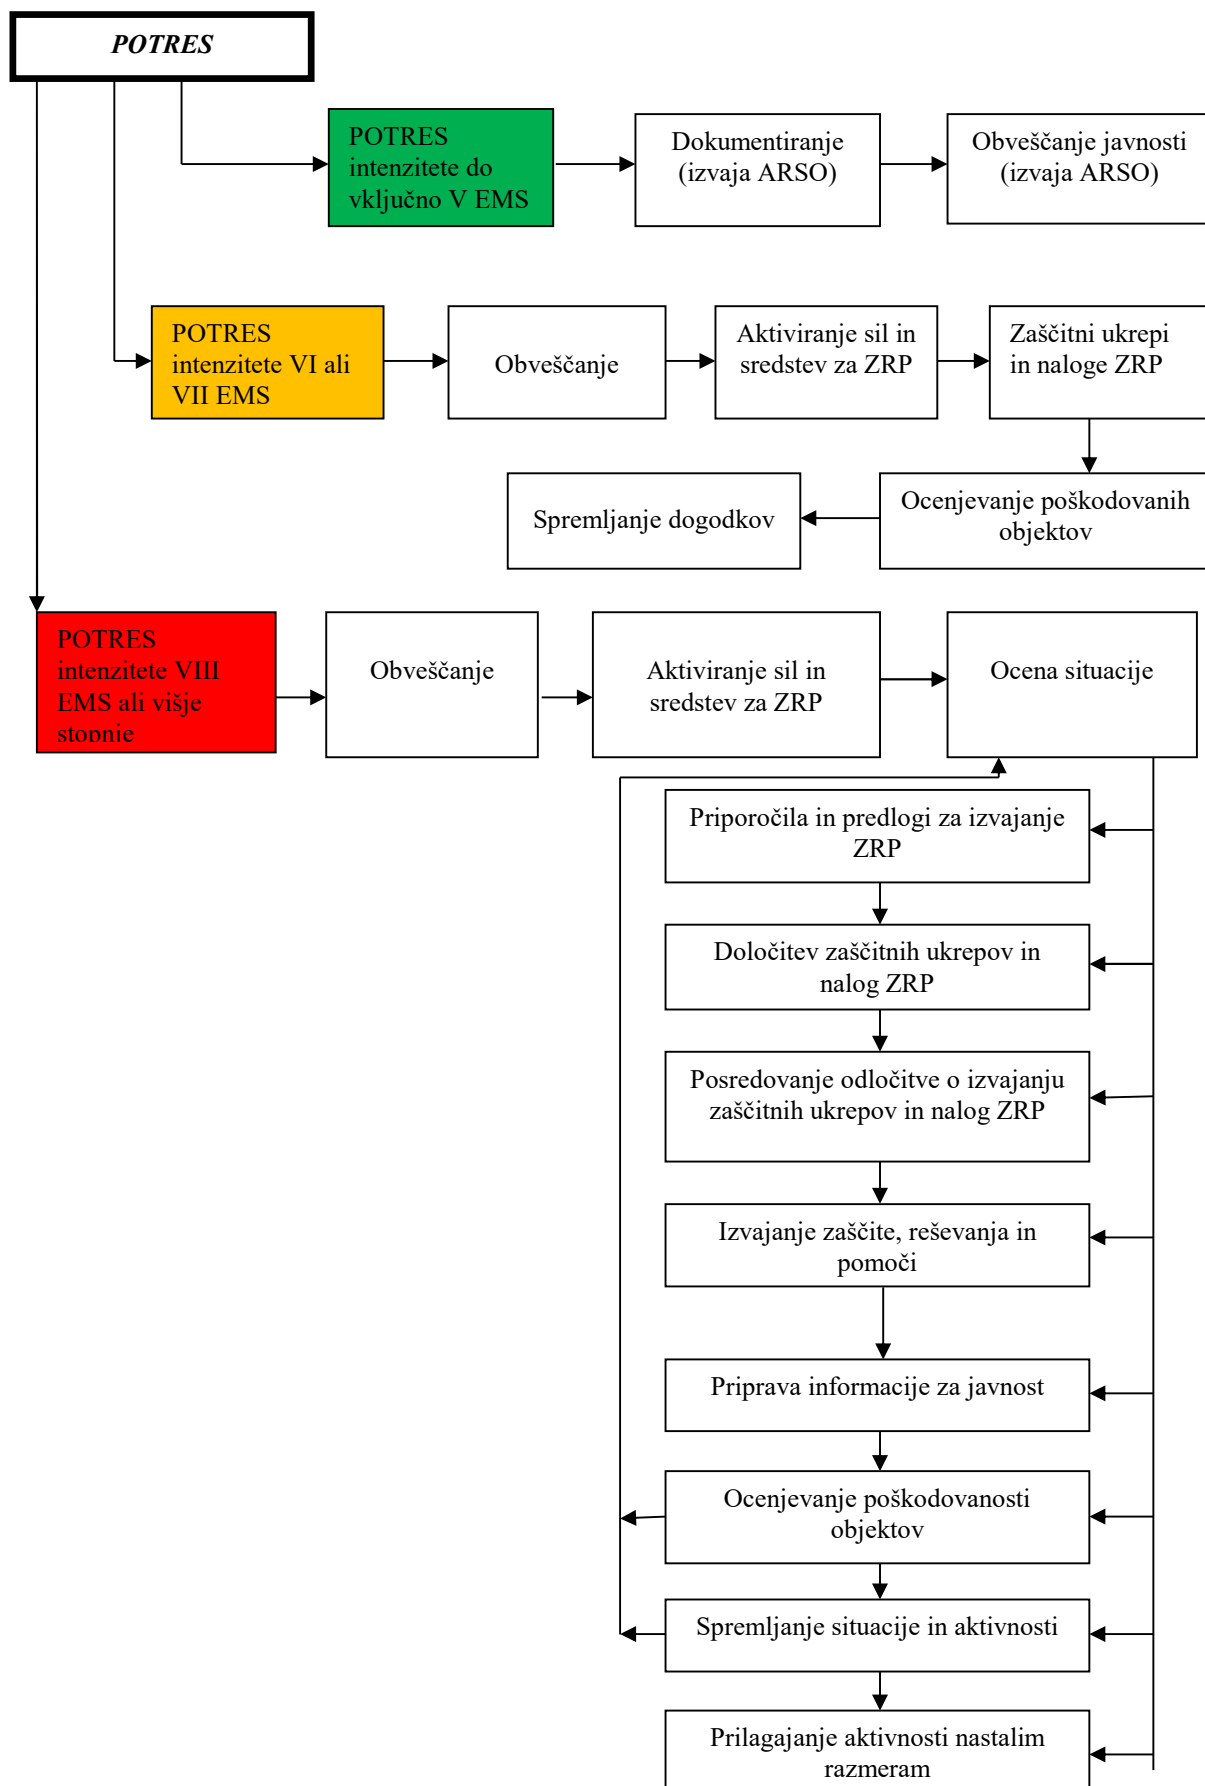 POTRES
POTRES
intenzitete do
vključno V EMS
Dokumentiranje
(izvaja ARSO)
Obveščanje javnosti
(izvaja ARSO)
POTRES
intenzitete VI ali
VII EMS
Obveščanje
Aktiviranje sil in
sredstev za ZRP
Zaščitni ukrepi
in naloge ZRP
Ocenjevanje poškodovanih
objektov
Spremljanje dogodkov
POTRES
intenzitete VIII
EMS ali višje
stopnje
Obveščanje
Aktiviranje sil in
sredstev za ZRP
Ocena situacije
Priporočila in predlogi za izvajanje
ZRP
Določitev zaščitnih ukrepov in
nalog ZRP
Posredovanje odločitve o izvajanju
zaščitnih ukrepov in nalog ZRP
Izvajanje zaščite, reševanja in
pomoči
Priprava informacije za javnost
Ocenjevanje poškodovanosti
objektov
Spremljanje situacije in aktivnosti
Prilagajanje aktivnosti nastalim
razmeram